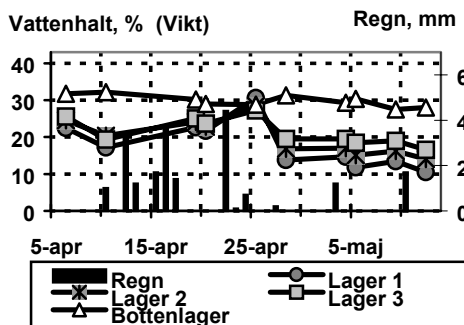 Vattenhalt, % (Vikt) Regn, mm
40
30
20
10
0
6
4
2
0
5-apr 15-apr 25-apr 5-maj
Regn Lager 1
Lager 2 Lager 3
Bottenlager